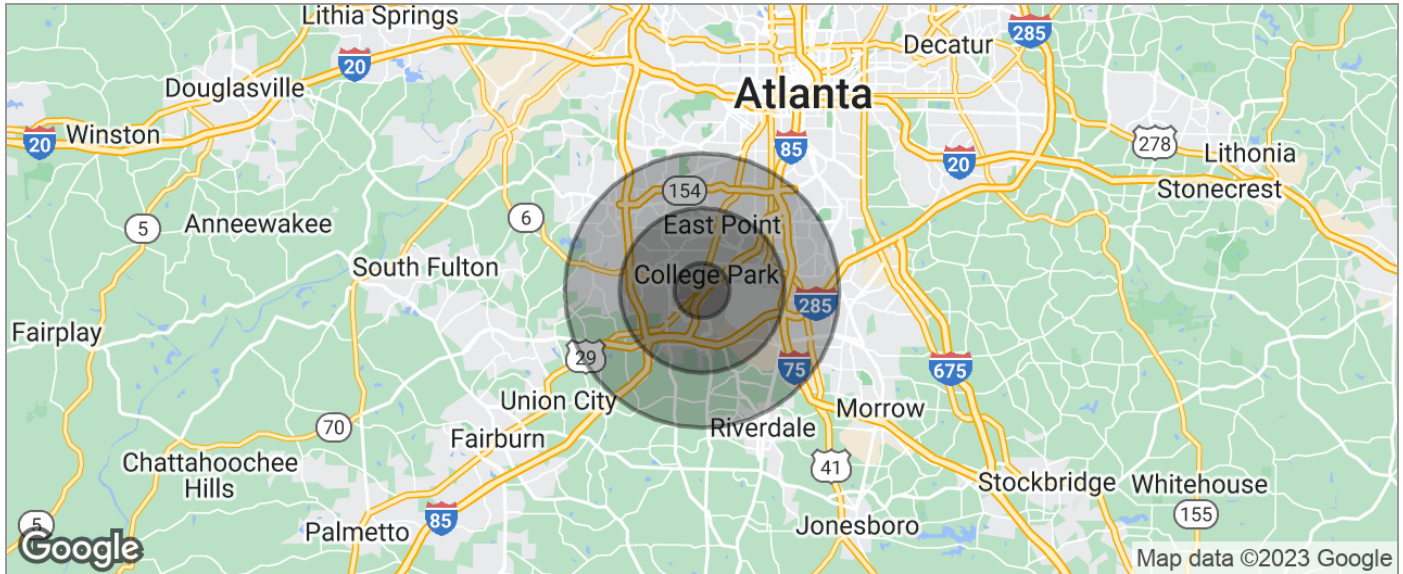 Lithia Springs
285
Decatur
20
Douglasville
Atlanta
Winston
20
85
278
20
Lithonia
Stonecrest
154
6
5
Anneewakee
East Point
South Fulton
College Park
285
Fairplay
29
75
675
Union City
Morrow
70
Riverdale
Fairburn
41
Chattahoochee
Hills
Stockbridge
Whitehouse
155
85
5
Palmetto
Jonesboro
Google
Map data ©2023 Google